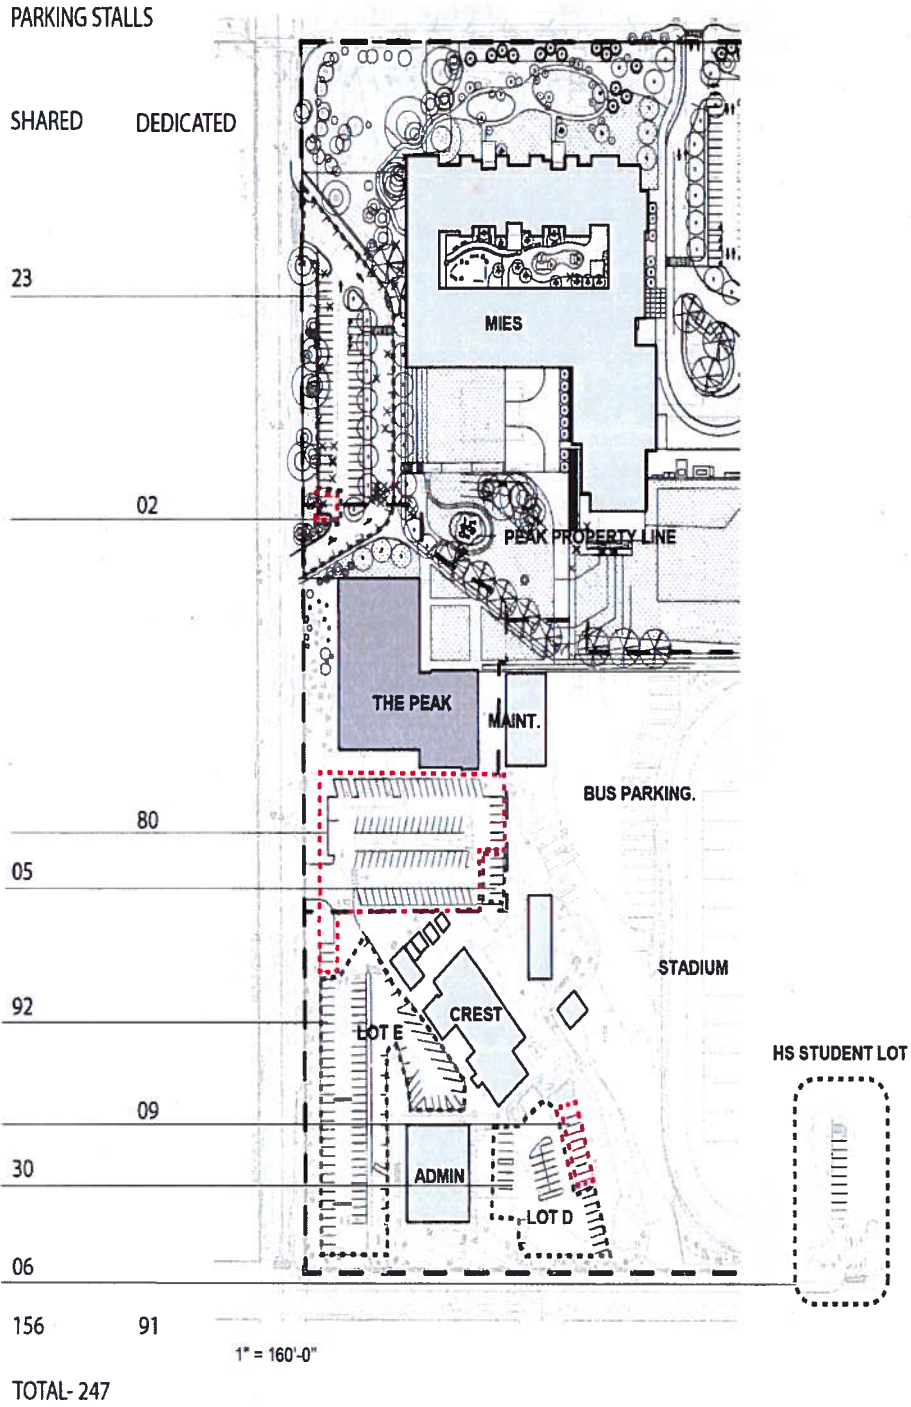 PARKING STALLS
SHARED DEDICATED
23
MIES
02
PEAK PROPERTY LINE
THE PEAK
MAINT.
BUS PARKING.
80
05
STADIUM
92
CREST
LOT E
HS STUDENT LOT
09
30
ADMIN
LOT D
06
156 91
1" = 160'-0"
TOTAL- 247